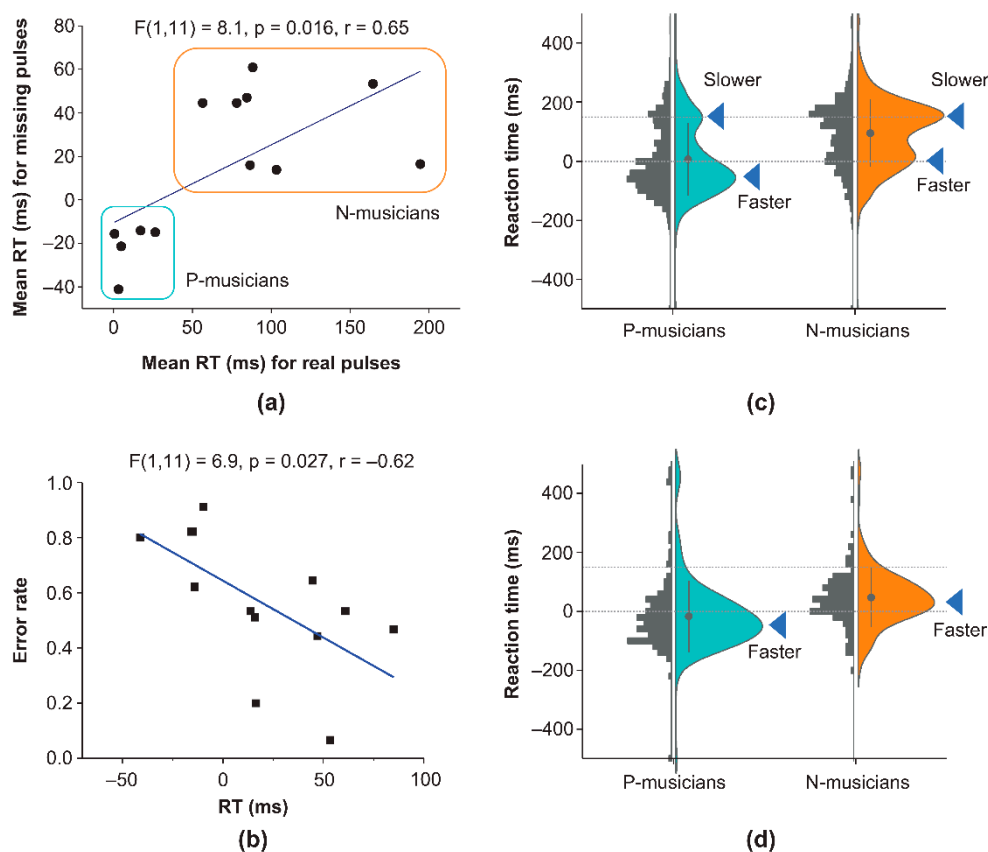 F(1,11) = 8.1, p = 0.016, r = 0.65
Mean RT (ms) for missing pulses
80
60
40
20
0
−20
−40
N-musicians
P-musicians
0
50
100
150
200
Mean RT (ms) for real pulses
(a)
Reaction time (ms)
400
200
0
−200
−400
Slower
Faster
Slower
Faster
P-musicians
N-musicians
(c)
F(1,11) = 6.9, p = 0.027, r = −0.62
Error rate
1.0
0.8
0.6
0.4
0.2
0.0
−50
0
50
100
RT (ms)
(b)
Reaction time (ms)
400
200
0
−200
−400
Faster
Faster
P-musicians
N-musicians
(d)